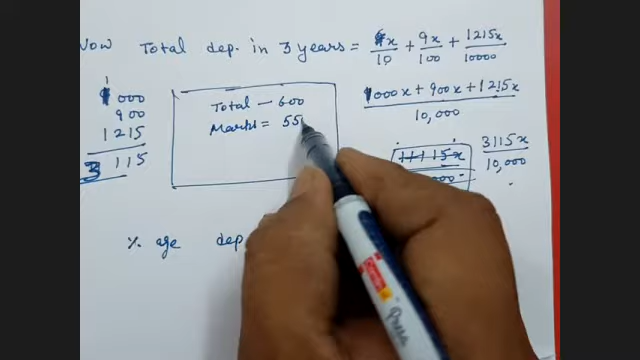 Now Total dep. in 3 years = x/10 + 9x/100 + 1215x/10000
1000
900
1215
3115
1000x + 900x + 1215x
10,000
Total — 600
Marks = 55
11115x
3115x
10,000
% age dep.